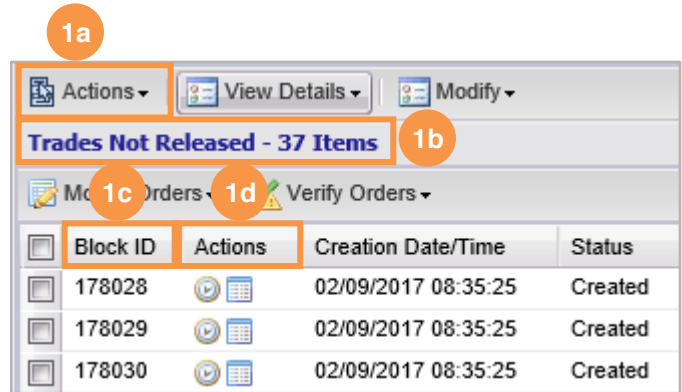 1a
Actions View Details Modify
Trades Not Released - 37 Items 1b
1c 1d Verify Orders
Block ID Actions Creation Date/Time Status
178028 02/09/2017 08:35:25 Created
178029 02/09/2017 08:35:25 Created
178030 02/09/2017 08:35:25 Created